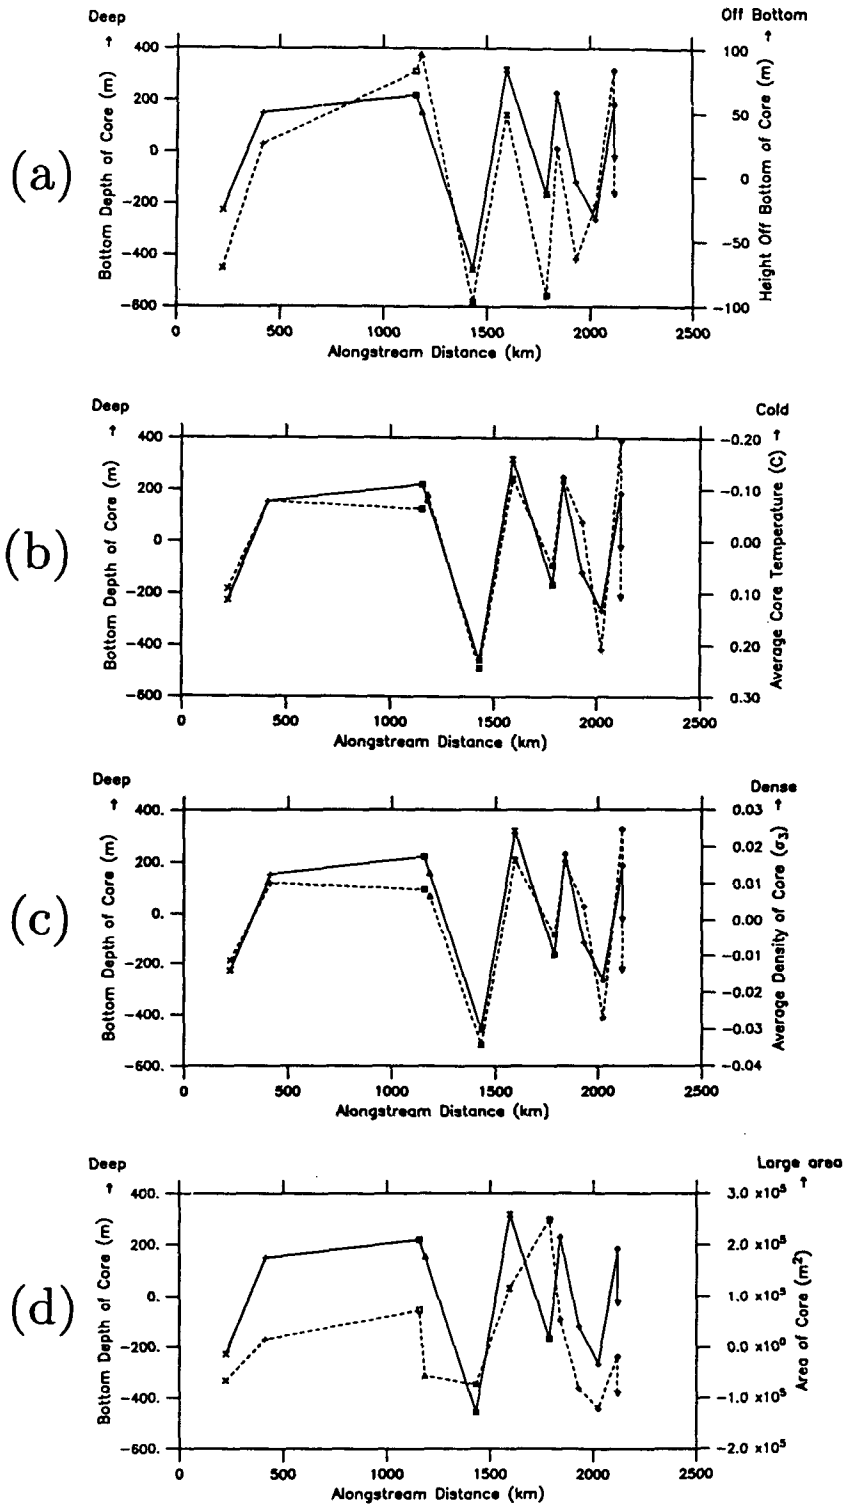 Deep
Off Bottom
↑
↑
(a)
Bottom Depth of Core (m)
400
200
0
-200
-400
-600
100
50
0
-50
-100
Height Off Bottom of Core (m)
0 500 1000 1500 2000 2500
Alongstream Distance (km)
Deep
Cold
↑
↑
(b)
Bottom Depth of Core (m)
400
200
0
-200
-400
-600
-0.20
-0.10
0.00
0.10
0.20
0.30
Average Core Temperature (C)
0 500 1000 1500 2000 2500
Alongstream Distance (km)
Deep
Dense
↑
↑
(c)
Bottom Depth of Core (m)
400.
200.
0.
-200.
-400.
-600.
0.03
0.02
0.01
0.00
-0.01
-0.02
-0.03
-0.04
Average Density of Core (σ₃)
0 500 1000 1500 2000 2500
Alongstream Distance (km)
Deep
Large area
↑
↑
(d)
Bottom Depth of Core (m)
400.
200.
0.
-200.
-400.
-600.
3.0 x10⁵
2.0 x10⁵
1.0 x10⁵
0.0 x10⁰
-1.0 x10⁵
-2.0 x10⁵
Area of Core (m²)
0 500 1000 1500 2000 2500
Alongstream Distance (km)